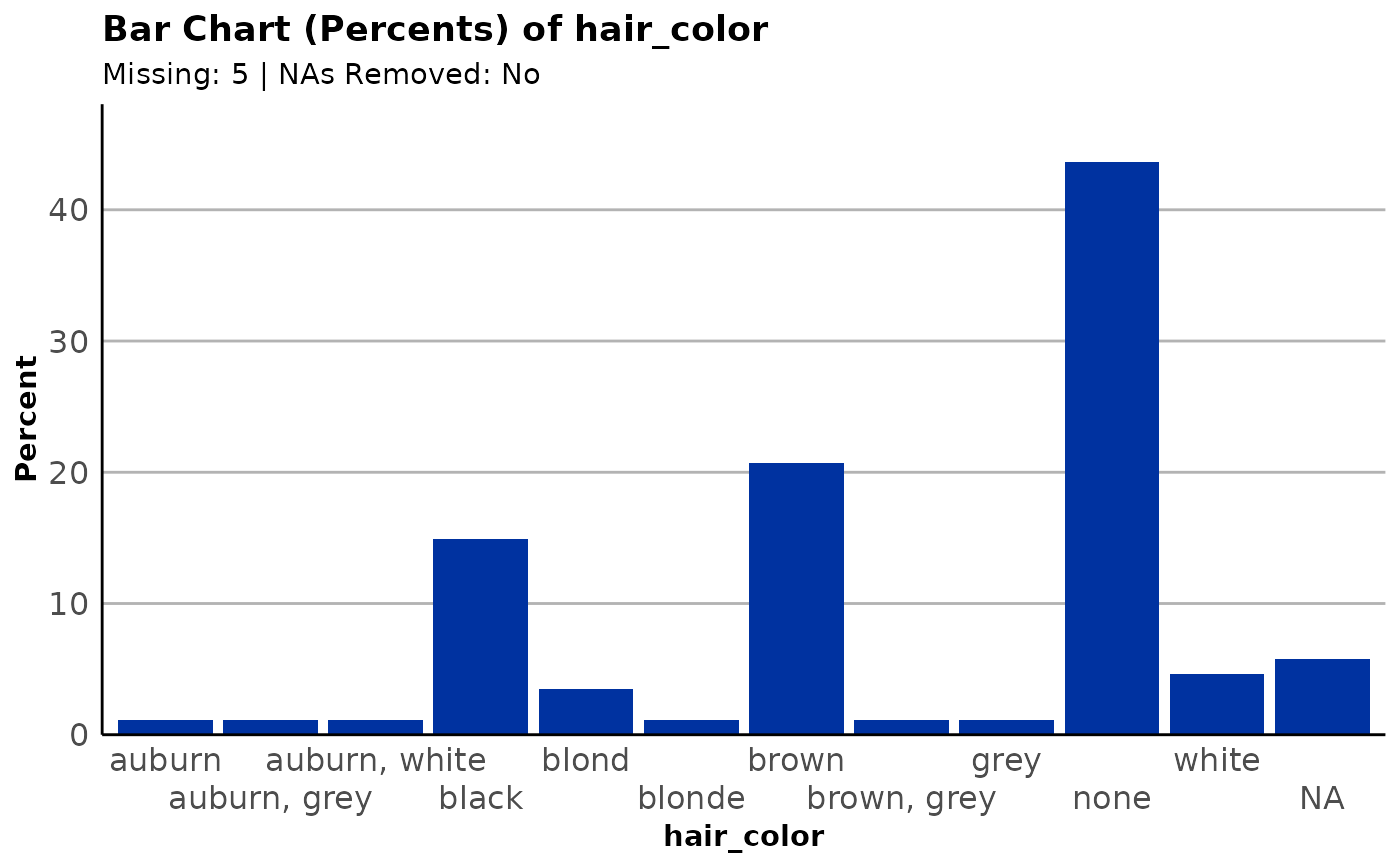 Bar Chart (Percents) of hair_color
Missing: 5 | NAs Removed: No
Percent
40
30
20
10
0
auburn auburn, white blond brown grey white
auburn, grey black blonde brown, grey none NA
hair_color